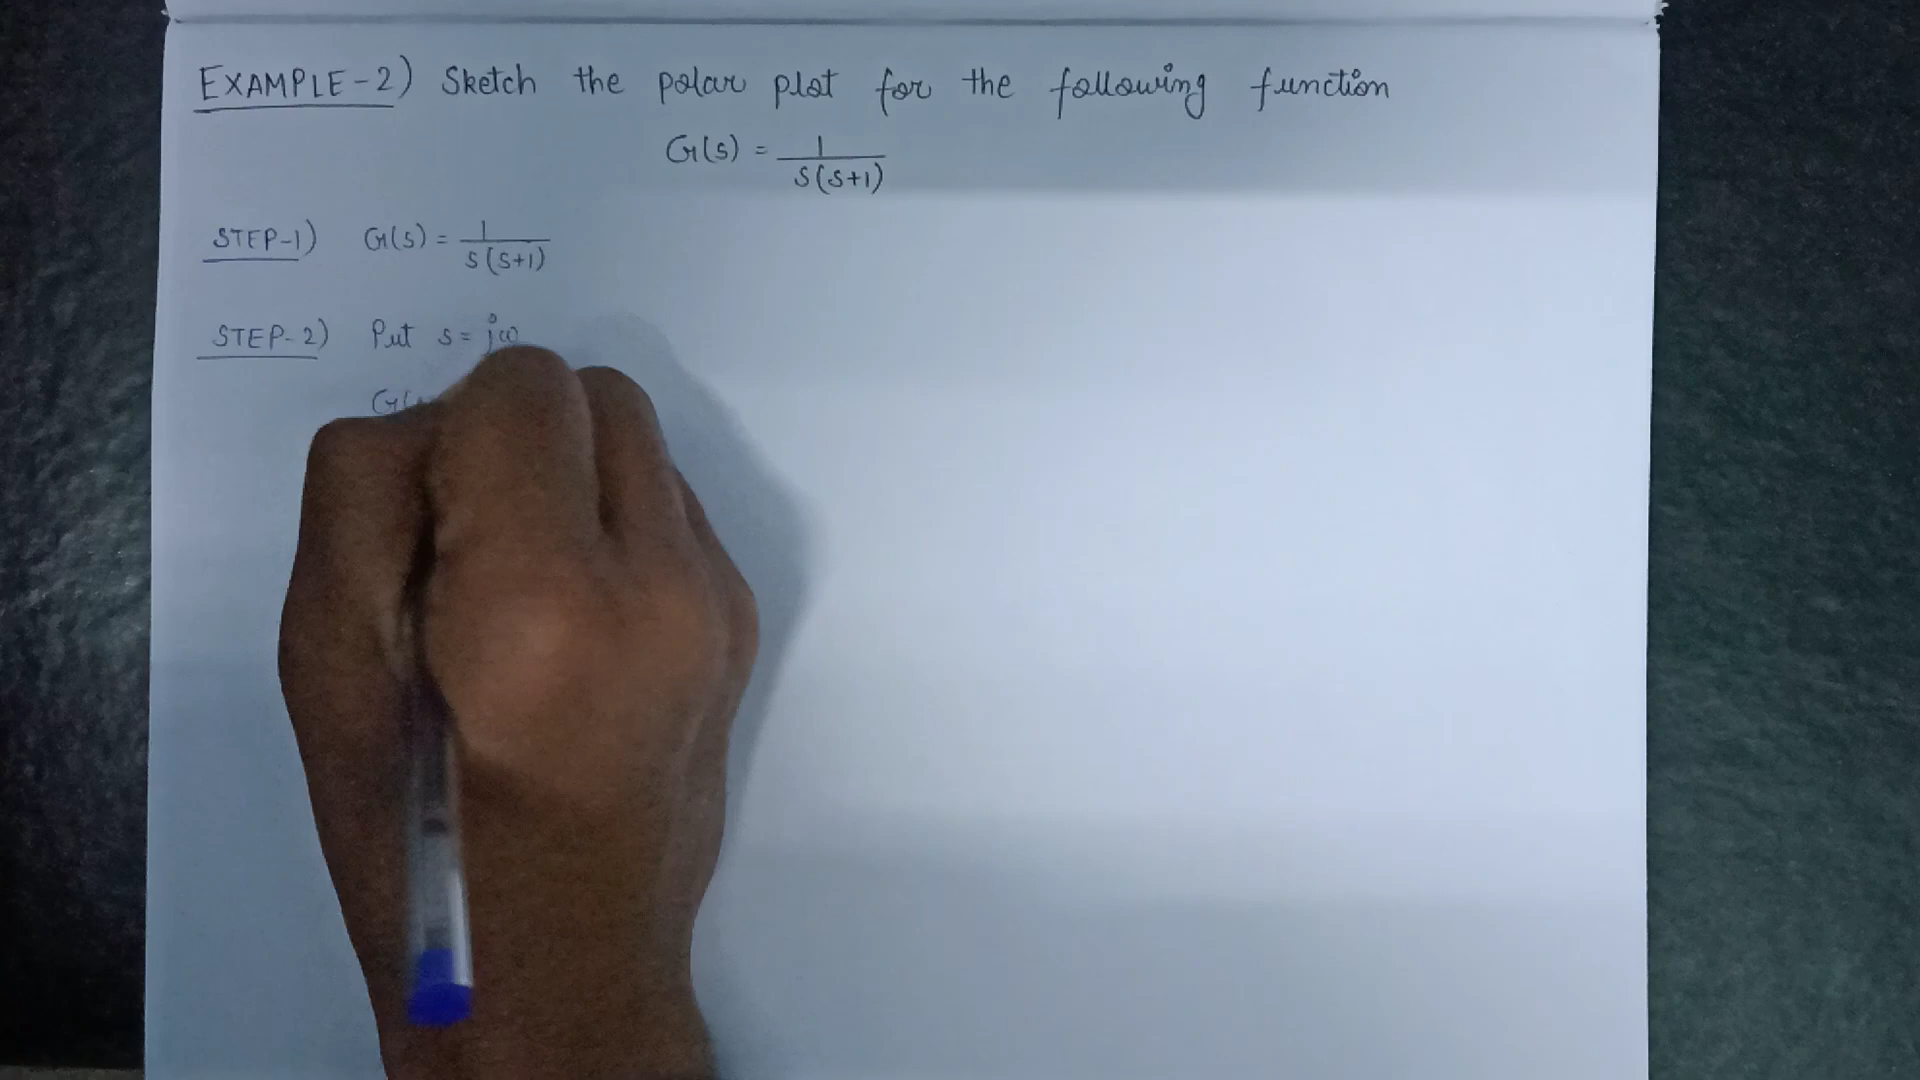 EXAMPLE-2) Sketch the polar plot for the following function
G(s) = 1/s(s+1)
STEP-1) G(s) = 1/s(s+1)
STEP-2) Put s = jω
G(